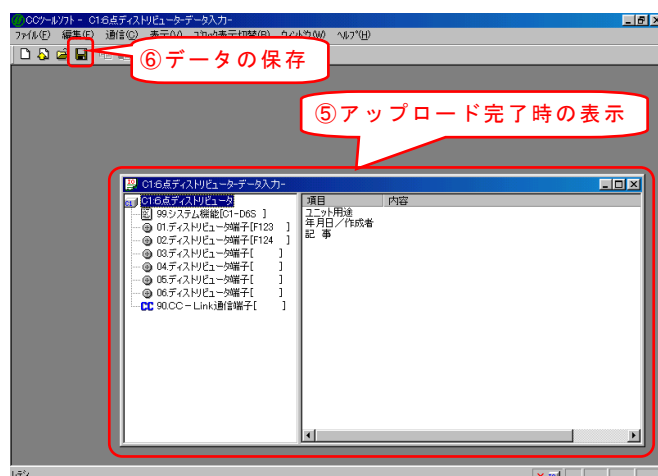 CCツールソフト - C1:6点ディストリビューター-データ入力-
ファイル(F) 編集(E) 通信(C)
ヘルプ(H)
⑥データの保存
⑤アップロード完了時の表示
C1:6点ディストリビューター-データ入力-
C1:6点ディストリビュータ
99.システム機能[C1-D6S ]
01.ディストリビュータ端子[F123 ]
02.ディストリビュータ端子[F124 ]
03.ディストリビュータ端子[ ]
04.ディストリビュータ端子[ ]
05.ディストリビュータ端子[ ]
06.ディストリビュータ端子[ ]
CC 90.CC-Link通信端子[ ]
項目 内容
ユニット用途
年月日/作成者
記 事